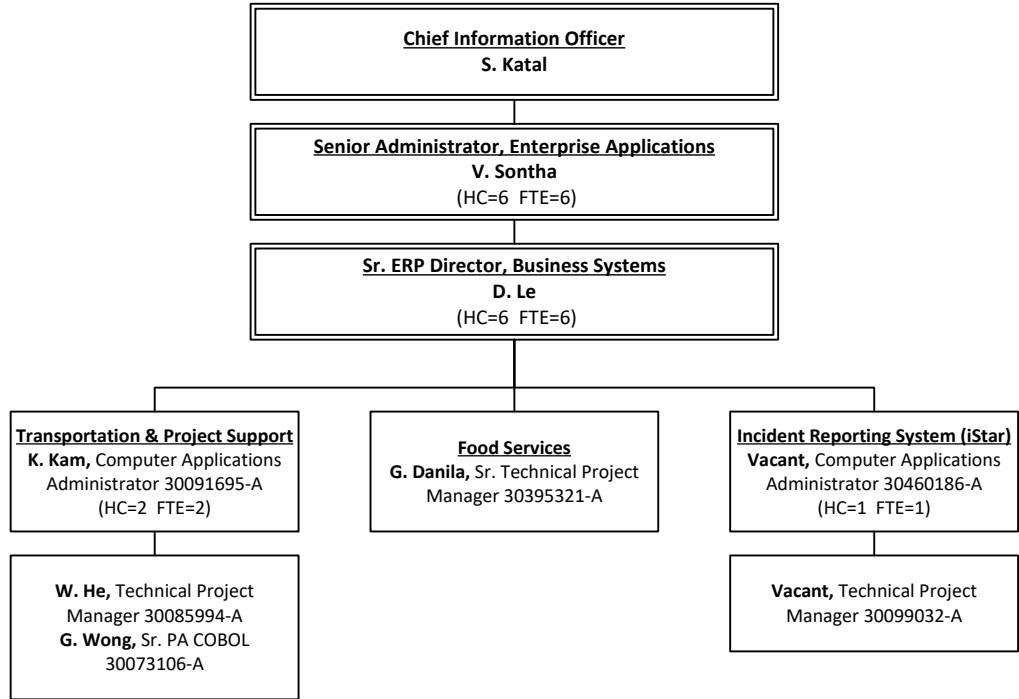 Chief Information Officer
S. Katal
Senior Administrator, Enterprise Applications
V. Sontha
(HC=6 FTE=6)
Sr. ERP Director, Business Systems
D. Le
(HC=6 FTE=6)
Transportation & Project Support
K. Kam, Computer Applications
Administrator 30091695-A
(HC=2 FTE=2)
Food Services
G. Danila, Sr. Technical Project
Manager 30395321-A
Incident Reporting System (iStar)
Vacant, Computer Applications
Administrator 30460186-A
(HC=1 FTE=1)
W. He, Technical Project
Manager 30085994-A
G. Wong, Sr. PA COBOL
30073106-A
Vacant, Technical Project
Manager 30099032-A